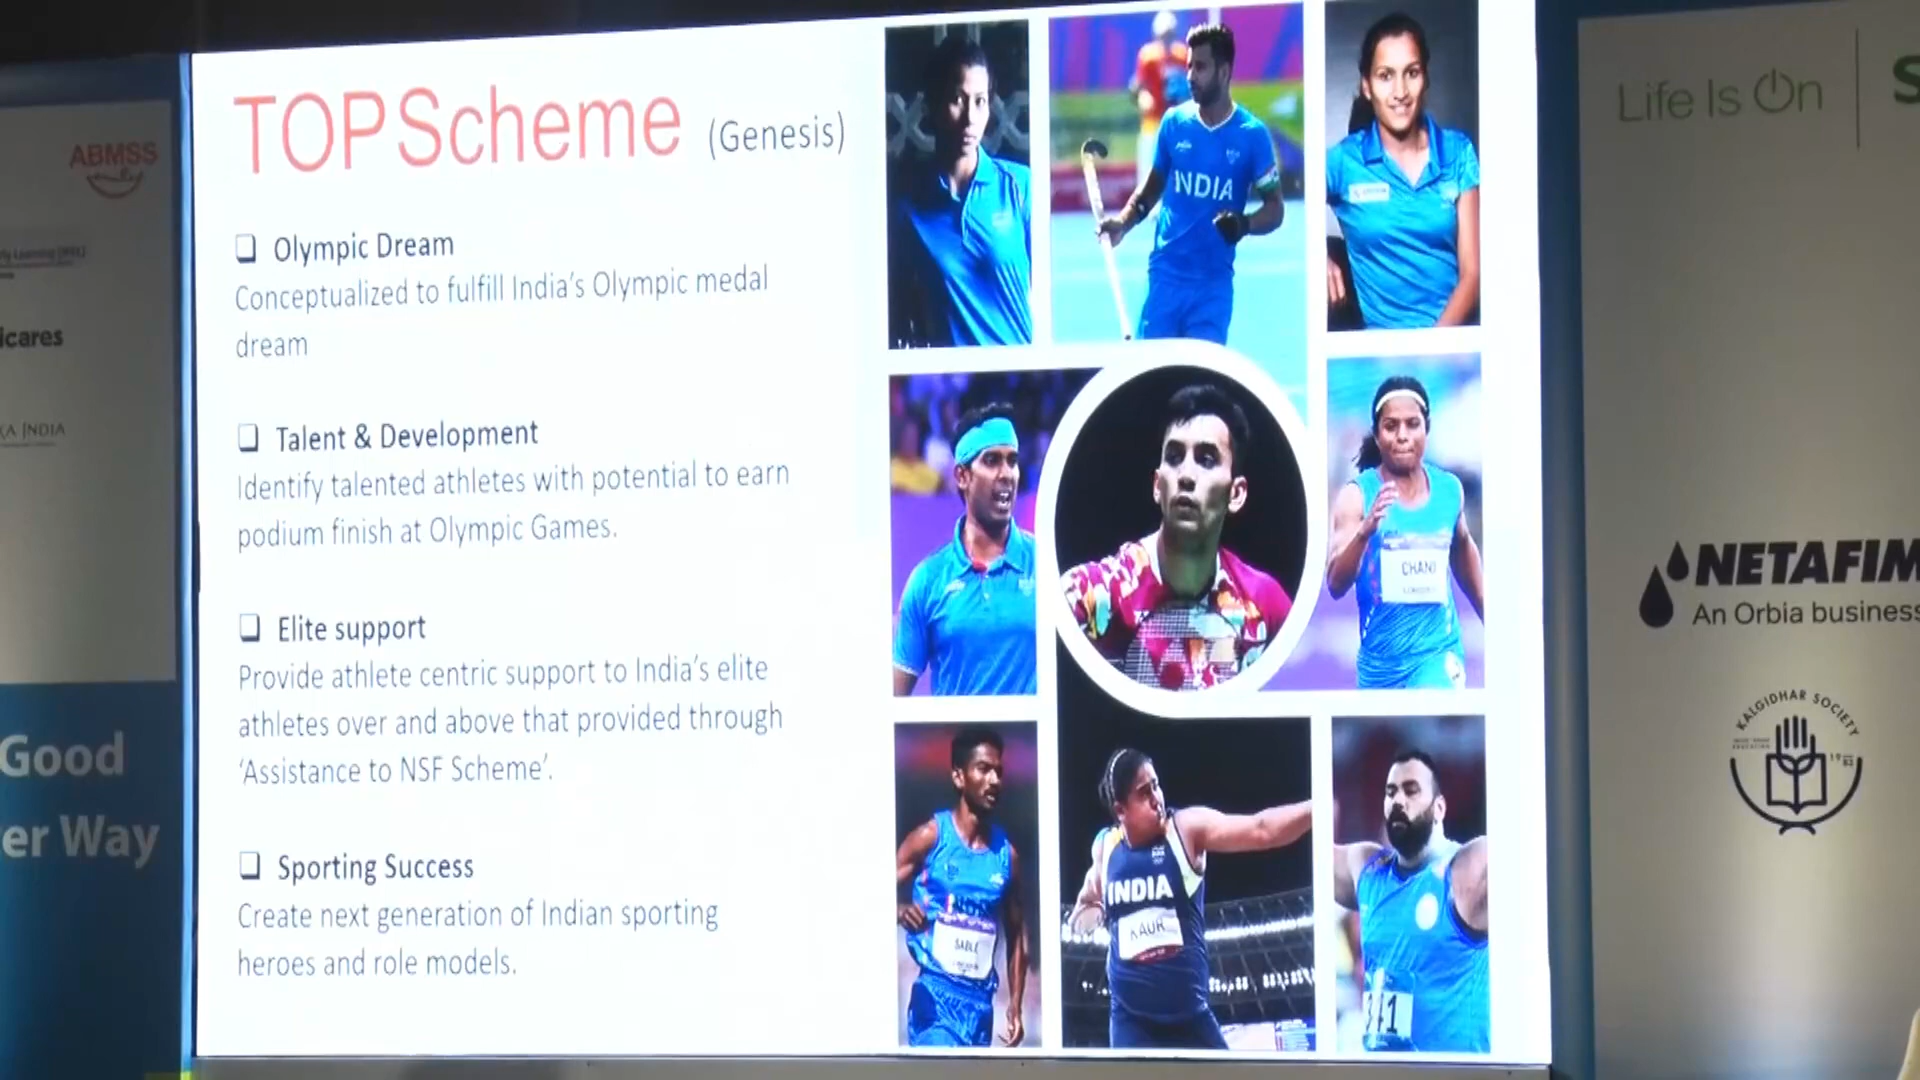 TOPScheme (Genesis)
❑ Olympic Dream
Conceptualized to fulfill India's Olympic medal
dream
❑ Talent & Development
Identify talented athletes with potential to earn
podium finish at Olympic Games.
❑ Elite support
Provide athlete centric support to India's elite
athletes over and above that provided through
'Assistance to NSF Scheme'.
❑ Sporting Success
Create next generation of Indian sporting
heroes and role models.
INDIA
CHAND
SABLE
INDIA
KAUR
ABMSS
icares
KA INDIA
Good
er Way
Life Is On
S
NETAFIM
An Orbia business
KALGIDHAR SOCIETY